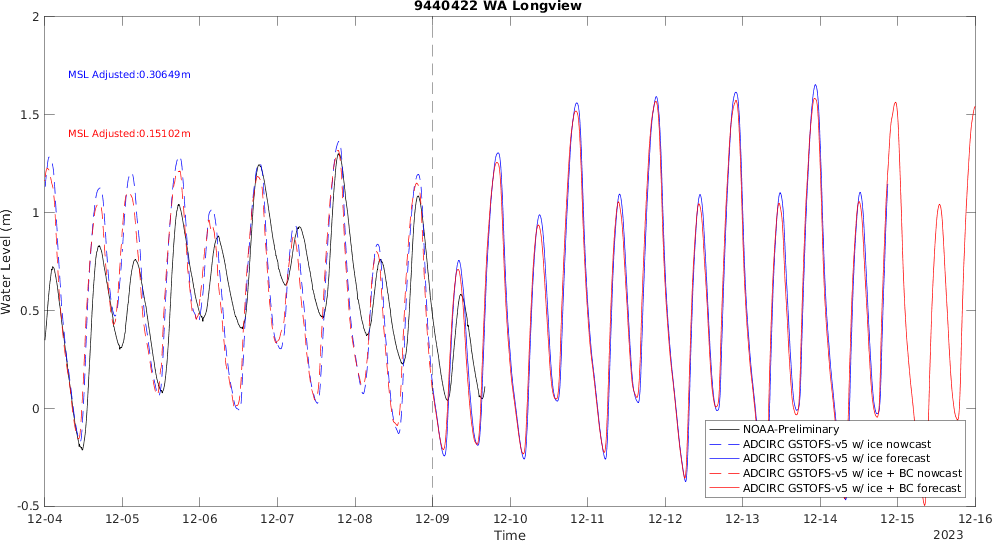 9440422 WA Longview
2
1.5
1
0.5
0
-0.5
Water Level (m)
MSL Adjusted:0.30649m
MSL Adjusted:0.15102m
NOAA-Preliminary
ADCIRC GSTOFS-v5 w/ ice nowcast
ADCIRC GSTOFS-v5 w/ ice forecast
ADCIRC GSTOFS-v5 w/ ice + BC nowcast
ADCIRC GSTOFS-v5 w/ ice + BC forecast
12-04 12-05 12-06 12-07 12-08 12-09 12-10 12-11 12-12 12-13 12-14 12-15 12-16
Time
2023